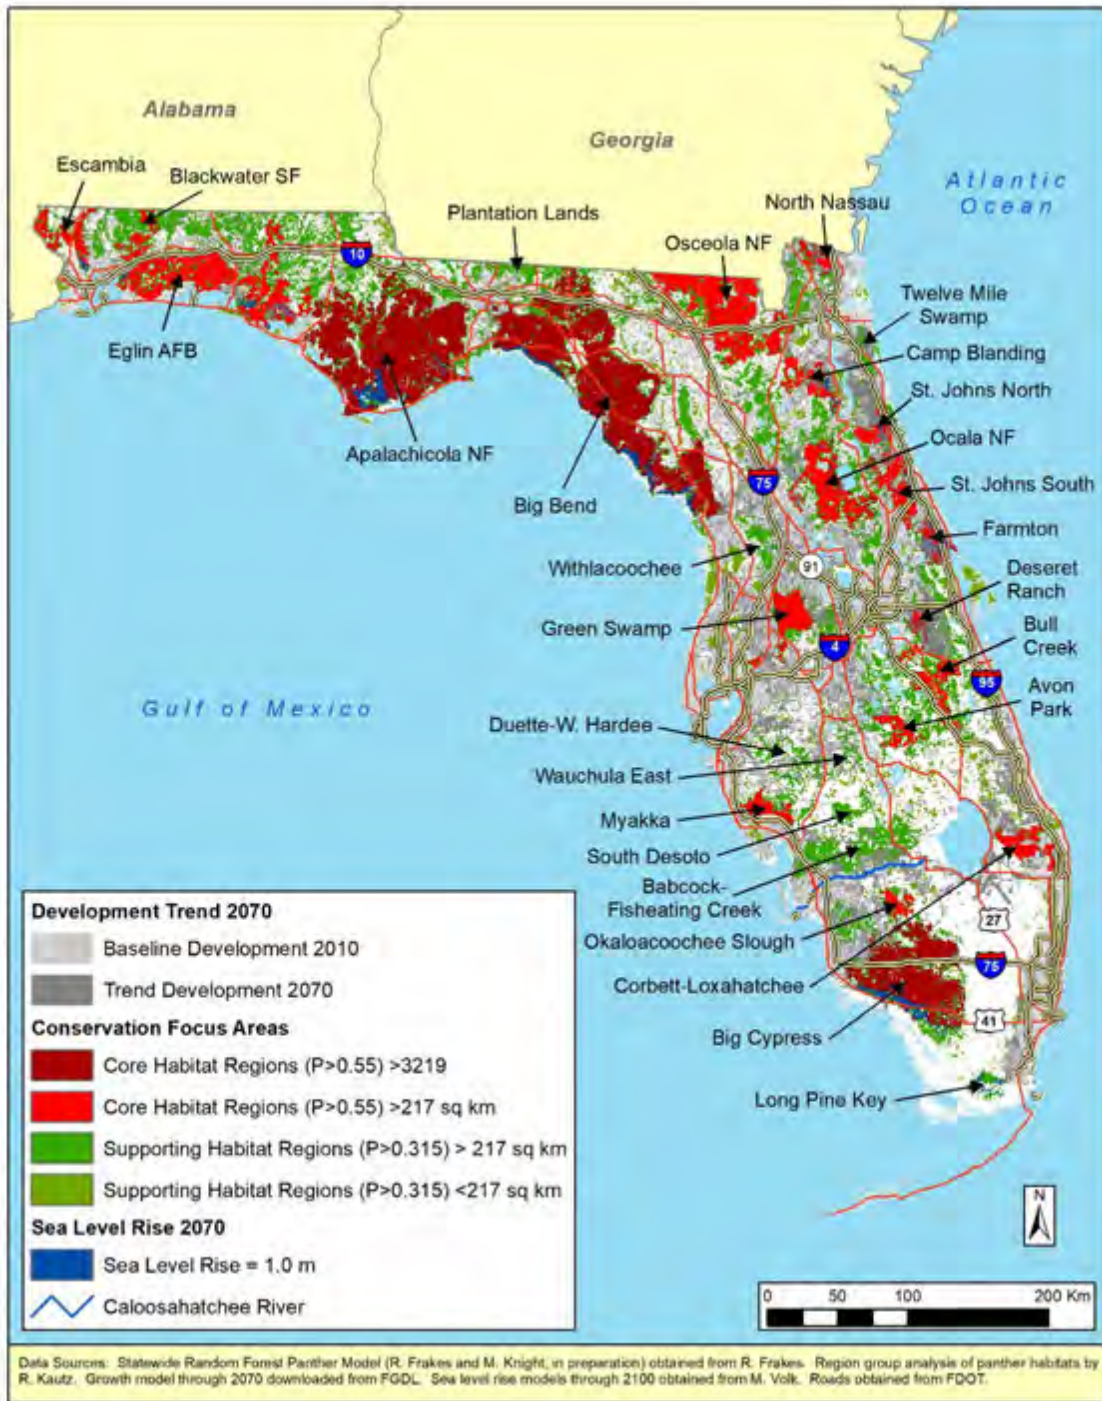 Alabama
Georgia
Escambia
Blackwater SF
Plantation Lands
North Nassau
Atlantic
Ocean
Osceola NF
10
Twelve Mile
Swamp
Eglin AFB
Camp Blanding
St. Johns North
Apalachicola NF
Ocala NF
Big Bend
75
St. Johns South
Farmton
Withlacoochee
91
Deseret
Ranch
Green Swamp
4
Bull
Creek
95
Avon
Park
Gulf of Mexico
Duette-W. Hardee
Wauchula East
Myakka
South Desoto
Babcock-
Fisheating Creek
Okaloacoochee Slough
27
75
Corbett-Loxahatchee
41
Big Cypress
Long Pine Key
Development Trend 2070
Baseline Development 2010
Trend Development 2070
Conservation Focus Areas
Core Habitat Regions (P>0.55) >3219
Core Habitat Regions (P>0.55) >217 sq km
Supporting Habitat Regions (P>0.315) > 217 sq km
Supporting Habitat Regions (P>0.315) <217 sq km
Sea Level Rise 2070
Sea Level Rise = 1.0 m
Caloosahatchee River
N
0 50 100 200 Km
Data Sources: Statewide Random Forest Panther Model (R. Frakes and M. Knight, in preparation) obtained from R. Frakes. Region group analysis of panther habitats by
R. Kautz. Growth model through 2070 downloaded from FGDL. Sea level rise models through 2100 obtained from M. Volk. Roads obtained from FDOT.